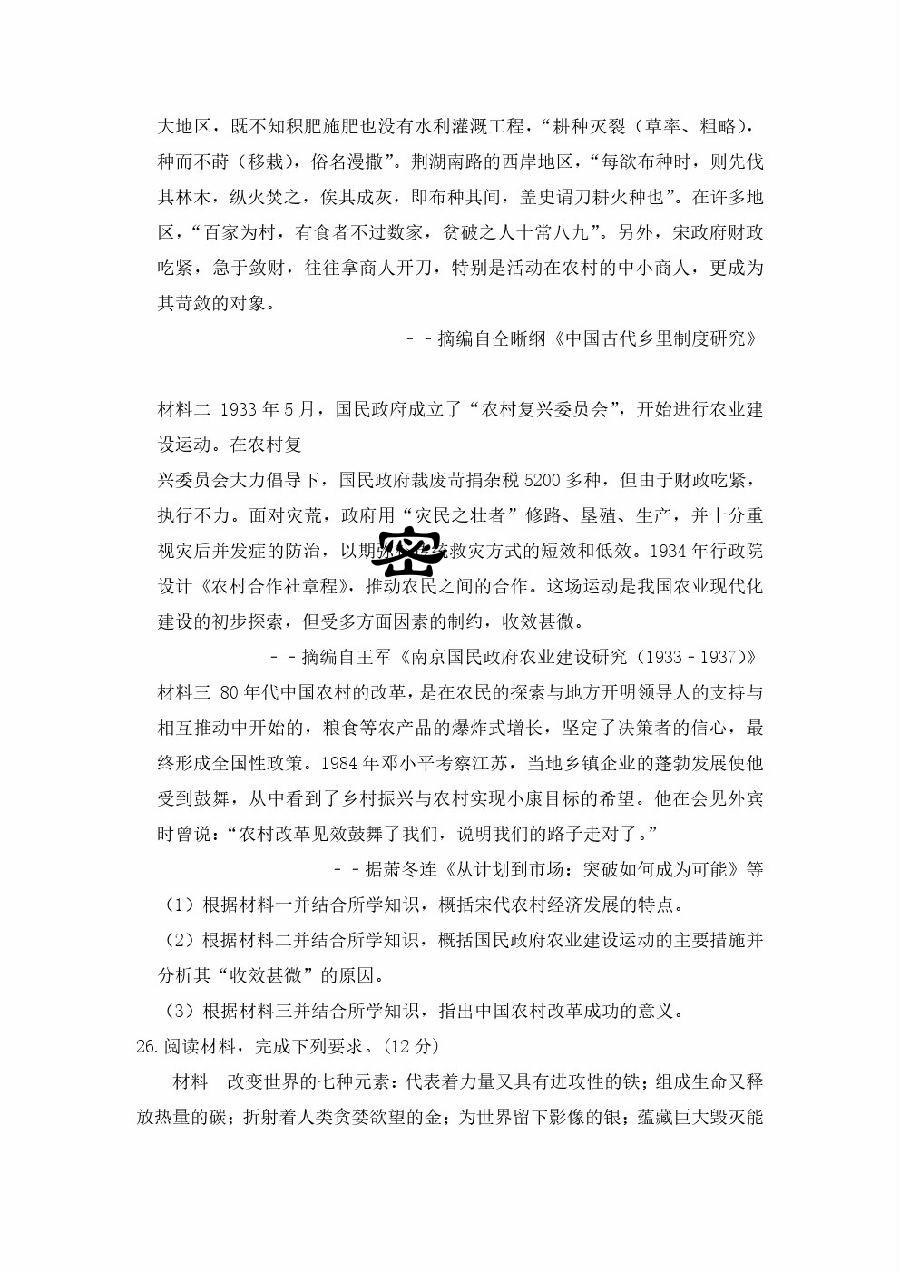 大地区，既不知积肥施肥也没有水利灌溉工程，“耕种灭裂（草率、粗略），
种而不莳（移栽），俗名漫撒”。荆湖南路的西岸地区，“每欲布种时，则先伐
其林木，纵火焚之，俟其成灰，即布种其间，盖史谓刀耕火种也”。在许多地
区，“百家为村，有食者不过数家，贫破之人十常八九”。另外，宋政府财政
吃紧，急于敛财，往往拿商人开刀，特别是活动在农村的中小商人，更成为
其苛敛的对象。
--摘编自仝晰纲《中国古代乡里制度研究》
材料二 1933年5月，国民政府成立了“农村复兴委员会”，开始进行农业建
设运动。在农村复
兴委员会大力倡导下，国民政府裁废苛捐杂税5200多种，但由于财政吃紧，
执行不力。面对灾荒，政府用“灾民之壮者”修路、垦殖、生产，并十分重
视灾后并发症的防治，以期 救灾方式的短效和低效。1934年行政院
密
设计《农村合作社章程》，推动农民之间的合作。这场运动是我国农业现代化
建设的初步探索，但受多方面因素的制约，收效甚微。
--摘编自王军《南京国民政府农业建设研究（1933-1937)》
材料三 80年代中国农村的改革，是在农民的探索与地方开明领导人的支持与
相互推动中开始的，粮食等农产品的爆炸式增长，坚定了决策者的信心，最
终形成全国性政策。1984年邓小平考察江苏，当地乡镇企业的蓬勃发展使他
受到鼓舞，从中看到了乡村振兴与农村实现小康目标的希望。他在会见外宾
时曾说：“农村改革见效鼓舞了我们，说明我们的路子走对了。”
--据萧冬连《从计划到市场：突破如何成为可能》等
（1）根据材料一并结合所学知识，概括宋代农村经济发展的特点。
（2）根据材料二并结合所学知识，概括国民政府农业建设运动的主要措施并
分析其“收效甚微”的原因。
（3）根据材料三并结合所学知识，指出中国农村改革成功的意义。
26.阅读材料，完成下列要求。（12分）
材料 改变世界的七种元素：代表着力量又具有进攻性的铁；组成生命又释
放热量的碳；折射着人类贪婪欲望的金；为世界留下影像的银；蕴藏巨大毁灭能